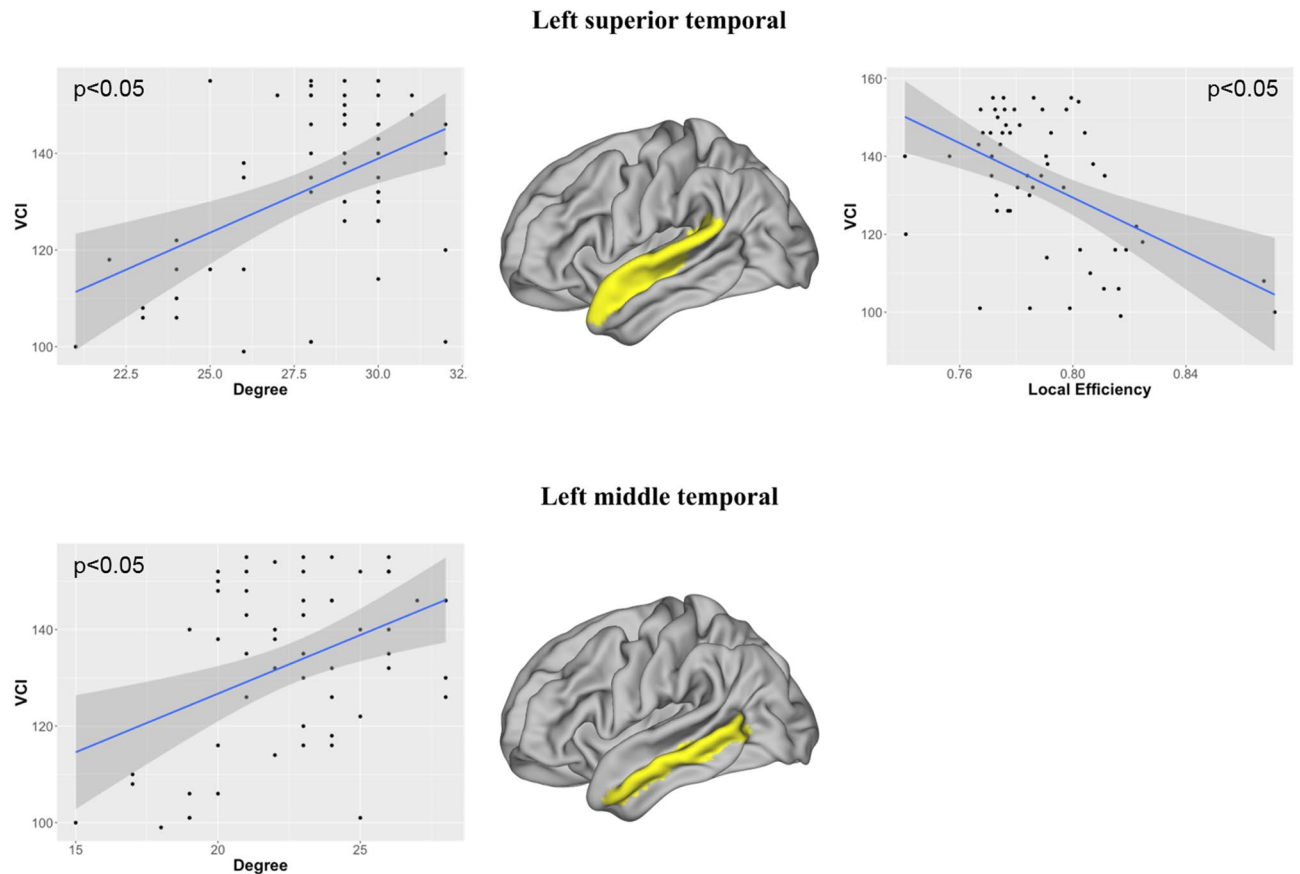 Left superior temporal
p<0.05
VCI
140
120
100
22.5 25.0 27.5 30.0 32.
Degree
p<0.05
VCI
160
140
120
100
0.76 0.80 0.84
Local Efficiency
Left middle temporal
p<0.05
VCI
140
120
100
15 20 25
Degree